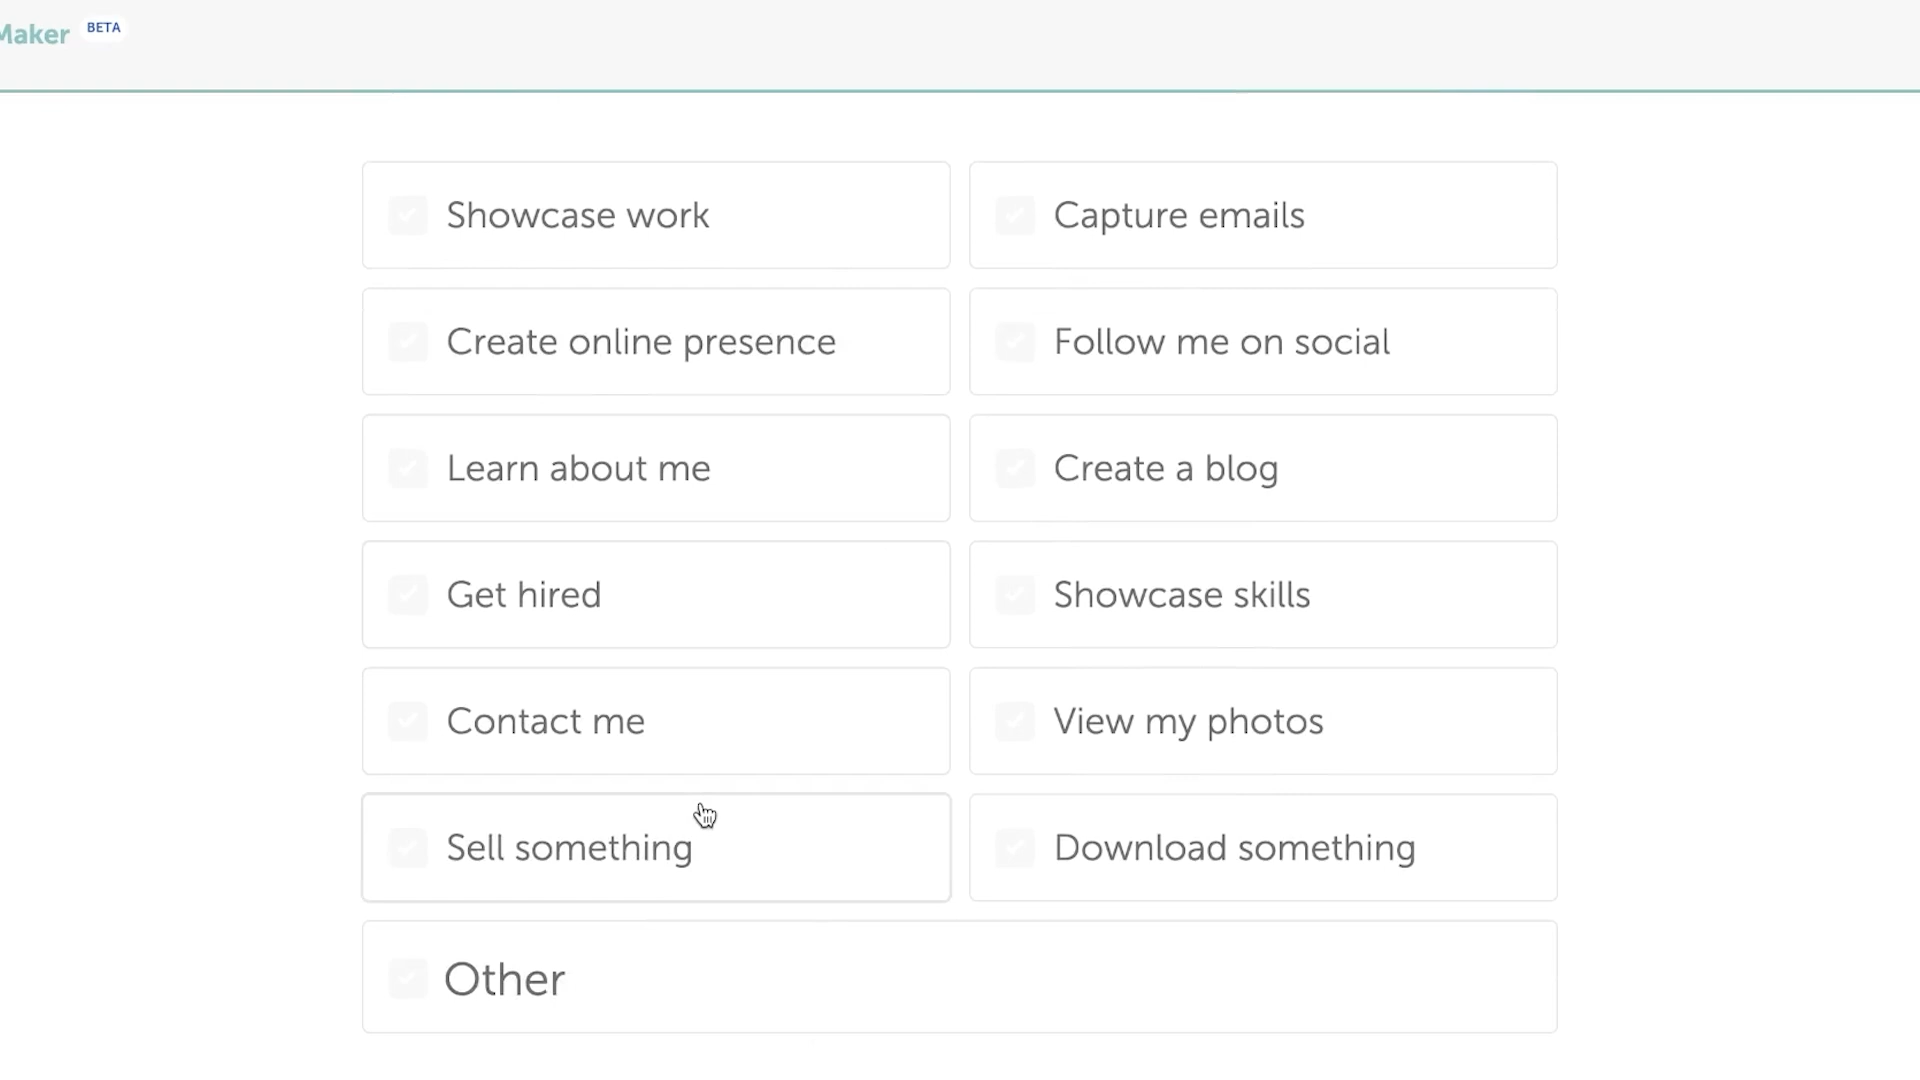 Maker BETA
Showcase work
Capture emails
Create online presence
Follow me on social
Learn about me
Create a blog
Get hired
Showcase skills
Contact me
View my photos
Sell something
Download something
Other